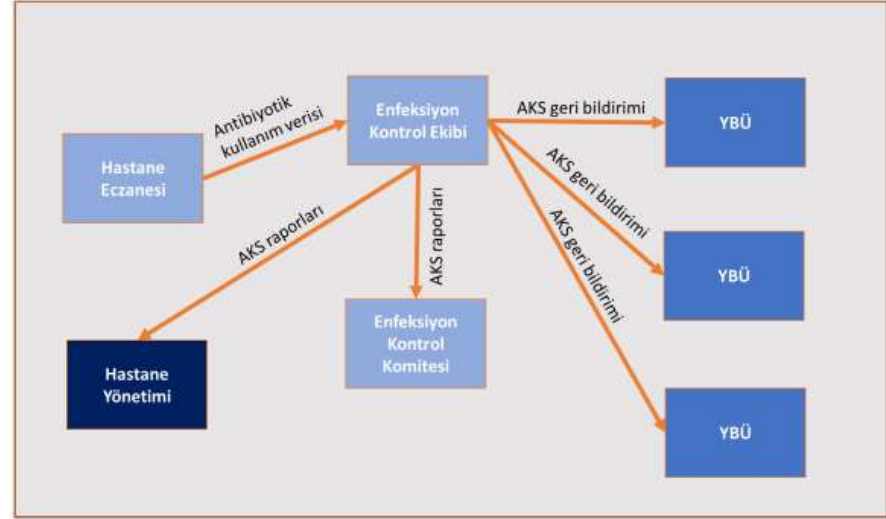 Hastane
Eczanesi
Antibiyotik
kullanım verisi
Enfeksiyon
Kontrol Ekibi
AKS geri bildirimi
YBÜ
AKS geri bildirimi
YBÜ
AKS geri bildirimi
YBÜ
AKS raporları
Hastane
Yönetimi
AKS raporları
Enfeksiyon
Kontrol
Komitesi